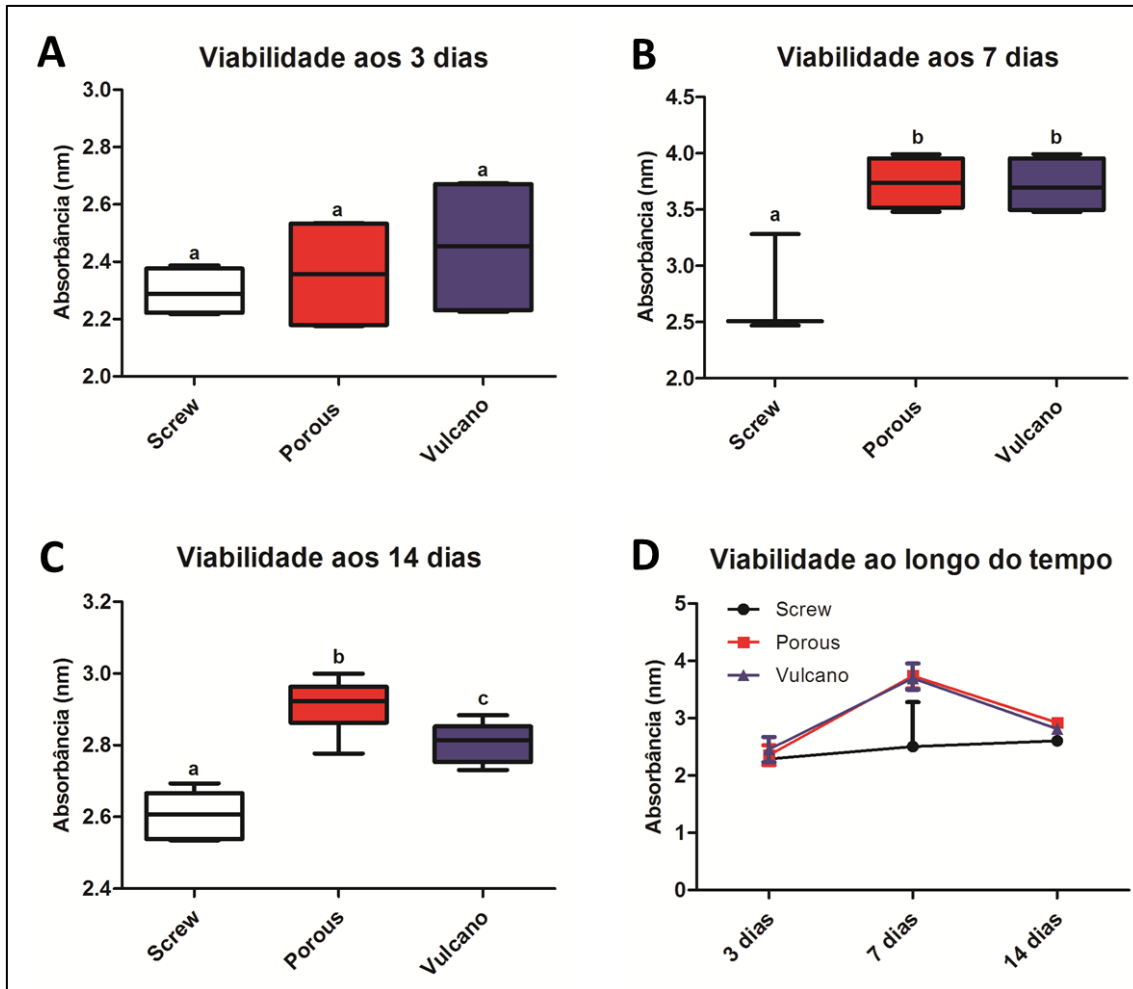 A
Viabilidade aos 3 dias
Absorbância (nm)
3.0
2.8
2.6
2.4
2.2
2.0
a
a
a
Screw
Porous
Vulcano
B
Viabilidade aos 7 dias
Absorbância (nm)
4.5
4.0
3.5
3.0
2.5
2.0
a
b
b
Screw
Porous
Vulcano
C
Viabilidade aos 14 dias
Absorbância (nm)
3.2
3.0
2.8
2.6
2.4
a
b
c
Screw
Porous
Vulcano
D
Viabilidade ao longo do tempo
Absorbância (nm)
5
4
3
2
1
0
Screw
Porous
Vulcano
3 dias
7 dias
14 dias